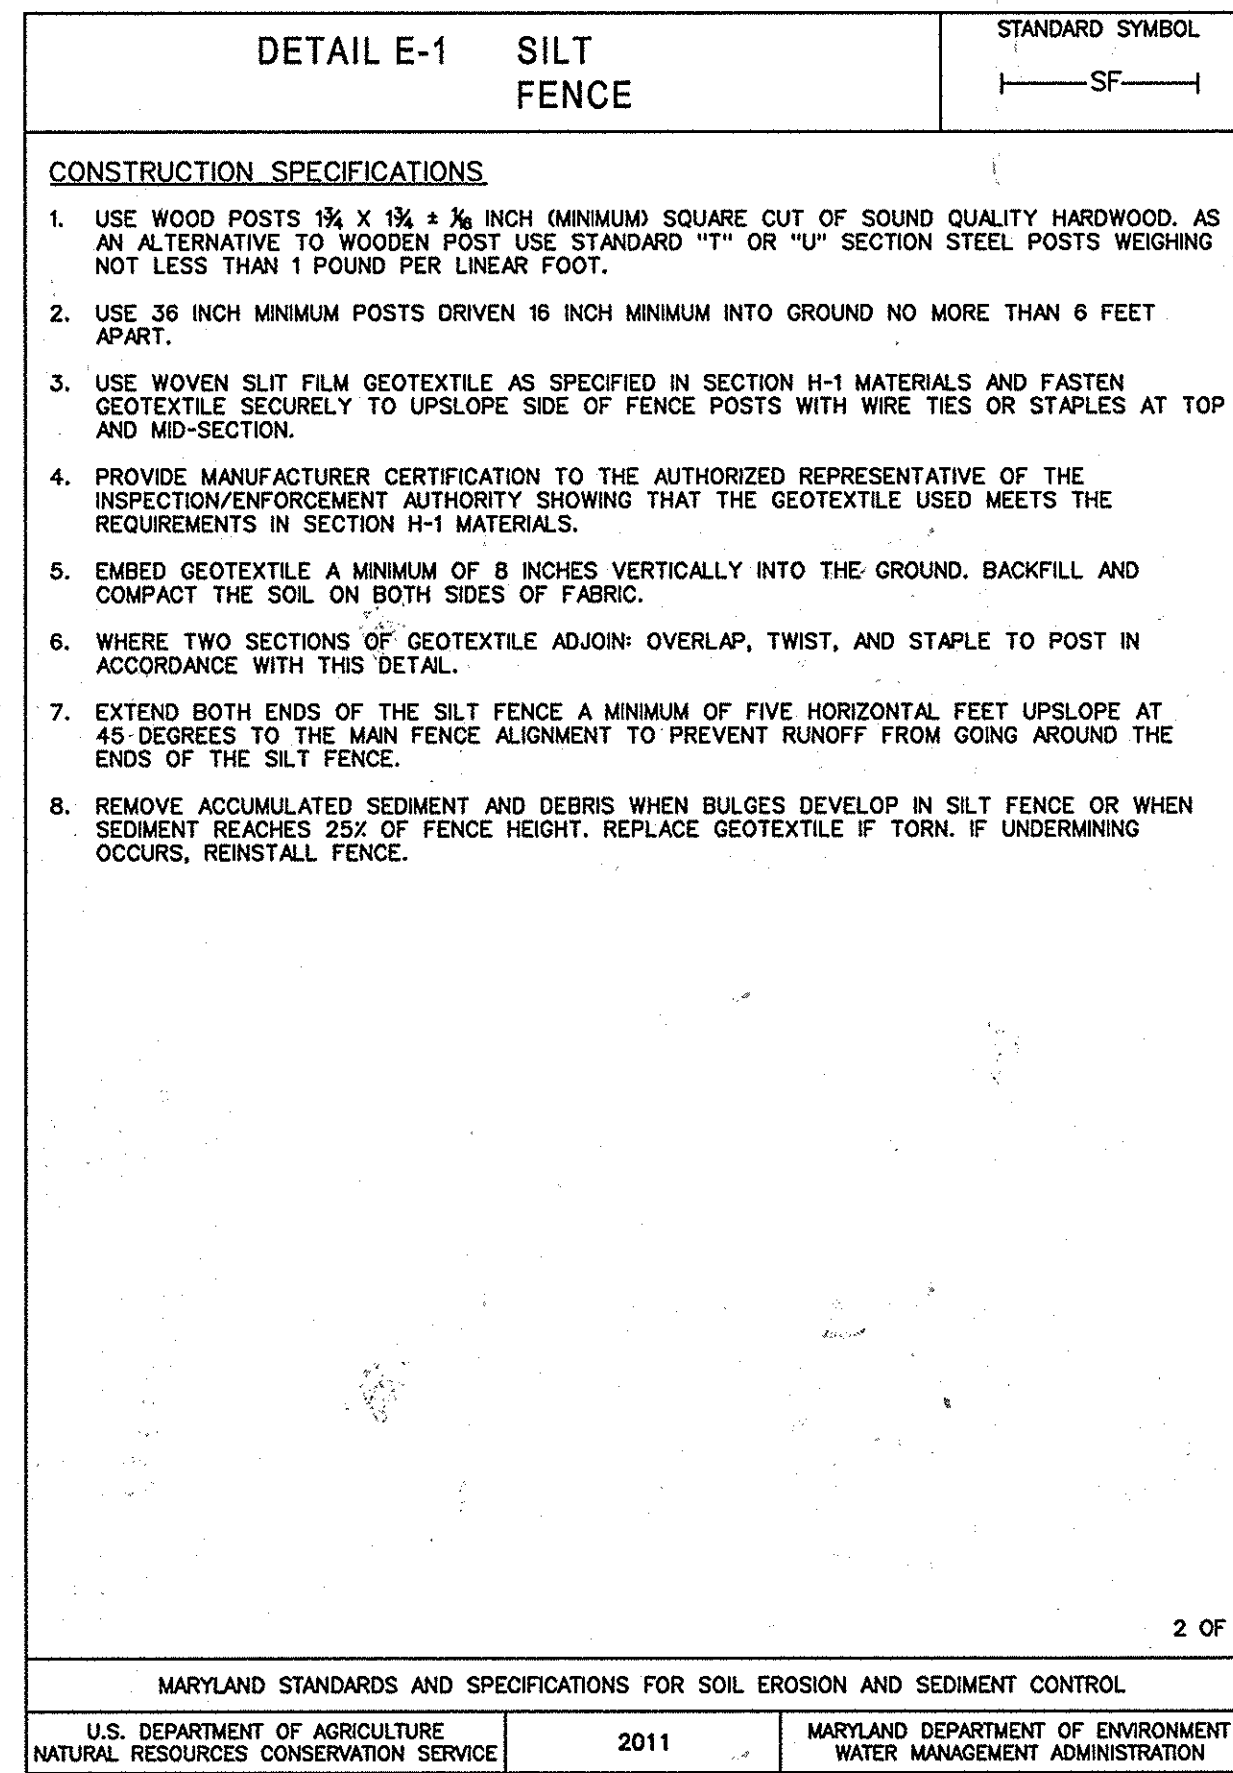 DETAIL E-1 SILT
FENCE
STANDARD SYMBOL
SF
CONSTRUCTION SPECIFICATIONS
1. USE WOOD POSTS 1¾ X 1¾ ± 1/16 INCH (MINIMUM) SQUARE CUT OF SOUND QUALITY HARDWOOD. AS
AN ALTERNATIVE TO WOODEN POST USE STANDARD "T" OR "U" SECTION STEEL POSTS WEIGHING
NOT LESS THAN 1 POUND PER LINEAR FOOT.
2. USE 36 INCH MINIMUM POSTS DRIVEN 16 INCH MINIMUM INTO GROUND NO MORE THAN 6 FEET
APART.
3. USE WOVEN SLIT FILM GEOTEXTILE AS SPECIFIED IN SECTION H-1 MATERIALS AND FASTEN
GEOTEXTILE SECURELY TO UPSLOPE SIDE OF FENCE POSTS WITH WIRE TIES OR STAPLES AT TOP
AND MID-SECTION.
4. PROVIDE MANUFACTURER CERTIFICATION TO THE AUTHORIZED REPRESENTATIVE OF THE
INSPECTION/ENFORCEMENT AUTHORITY SHOWING THAT THE GEOTEXTILE USED MEETS THE
REQUIREMENTS IN SECTION H-1 MATERIALS.
5. EMBED GEOTEXTILE A MINIMUM OF 8 INCHES VERTICALLY INTO THE GROUND. BACKFILL AND
COMPACT THE SOIL ON BOTH SIDES OF FABRIC.
6. WHERE TWO SECTIONS OF GEOTEXTILE ADJOIN: OVERLAP, TWIST, AND STAPLE TO POST IN
ACCORDANCE WITH THIS DETAIL.
7. EXTEND BOTH ENDS OF THE SILT FENCE A MINIMUM OF FIVE HORIZONTAL FEET UPSLOPE AT
45 DEGREES TO THE MAIN FENCE ALIGNMENT TO PREVENT RUNOFF FROM GOING AROUND THE
ENDS OF THE SILT FENCE.
8. REMOVE ACCUMULATED SEDIMENT AND DEBRIS WHEN BULGES DEVELOP IN SILT FENCE OR WHEN
SEDIMENT REACHES 25% OF FENCE HEIGHT. REPLACE GEOTEXTILE IF TORN. IF UNDERMINING
OCCURS, REINSTALL FENCE.
2 OF
MARYLAND STANDARDS AND SPECIFICATIONS FOR SOIL EROSION AND SEDIMENT CONTROL
U.S. DEPARTMENT OF AGRICULTURE
NATURAL RESOURCES CONSERVATION SERVICE
2011
MARYLAND DEPARTMENT OF ENVIRONMENT
WATER MANAGEMENT ADMINISTRATION